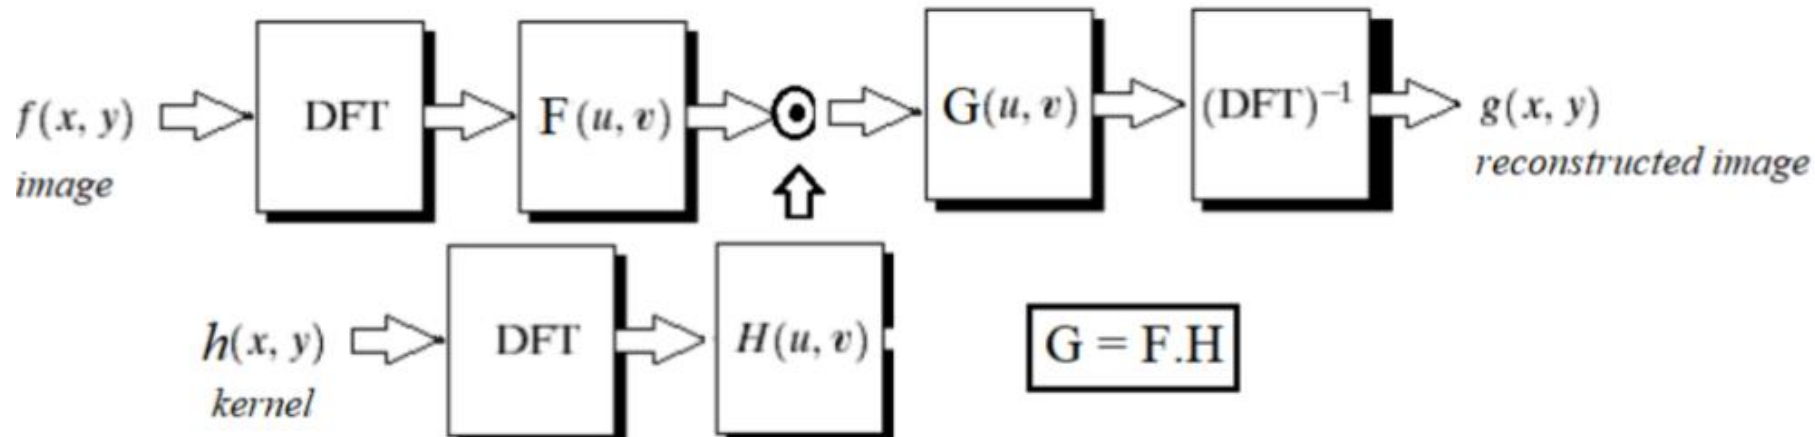 f(x, y)
image
DFT
F(u, v)
G(u, v)
(DFT)⁻¹
g(x, y)
reconstructed image
h(x, y)
kernel
DFT
H(u, v)
G = F.H